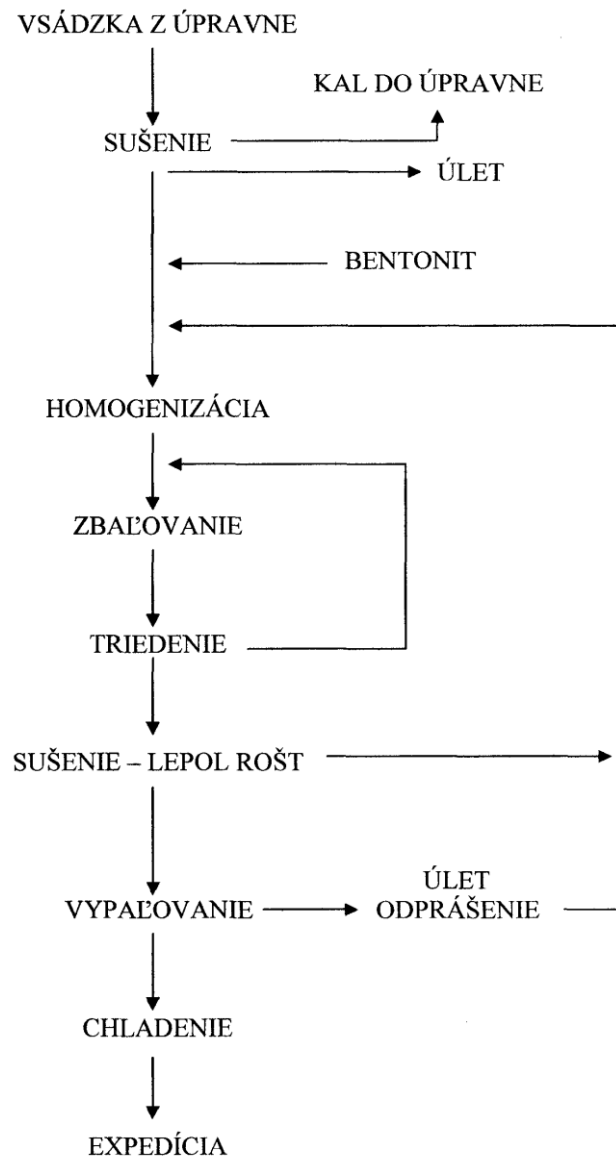 VSÁDZKA Z ÚPRAVNE
KAL DO ÚPRAVNE
SUŠENIE
ÚLET
BENTONIT
HOMOGENIZÁCIA
ZBAĽOVANIE
TRIEDENIE
SUŠENIE – LEPOL ROŠT
ÚLET
VYPAĽOVANIE
ODPRÁŠENIE
CHLADENIE
EXPEDÍCIA